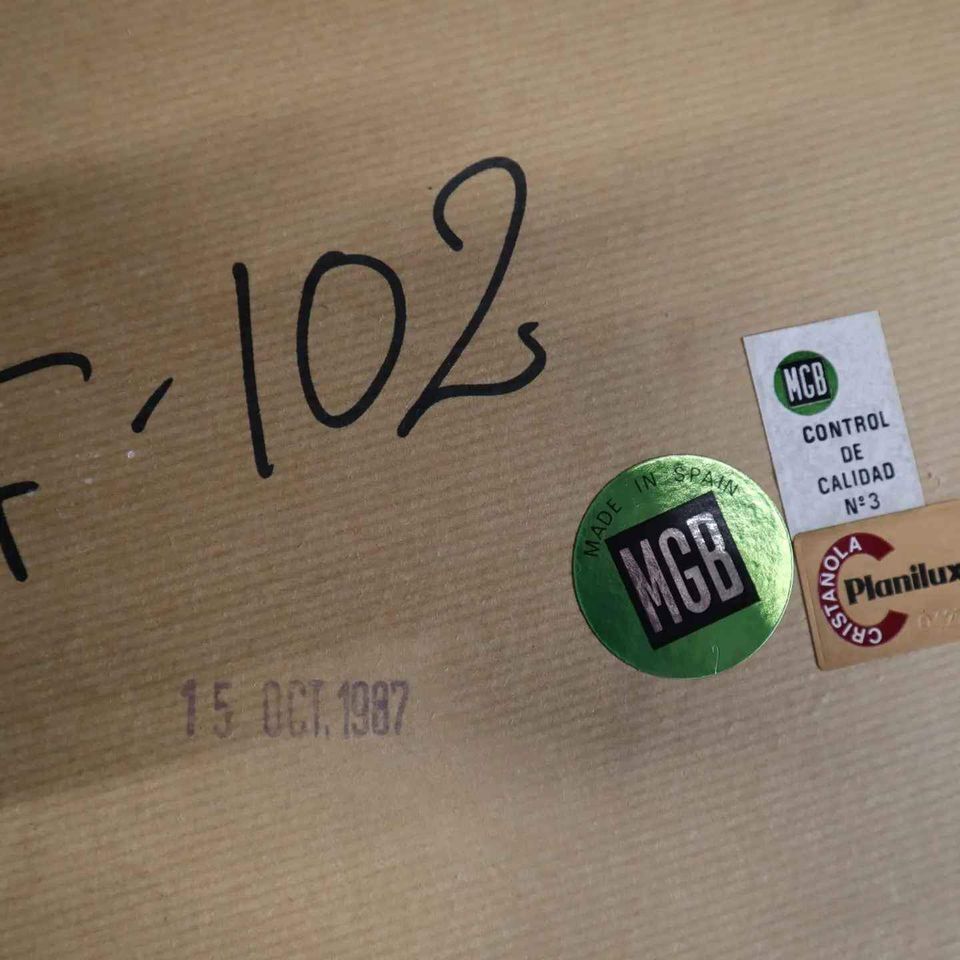 F-102
MGB
CONTROL
DE
CALIDAD
Nº3
MADE IN SPAIN
MGB
CRISTANOLA
Planilux
15 OCT. 1987